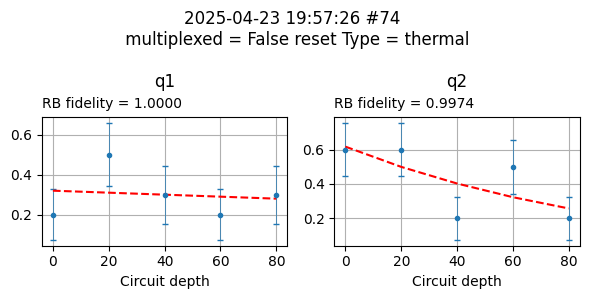 2025-04-23 19:57:26 #74
multiplexed = False reset Type = thermal
q1
RB fidelity = 1.0000
0.6
0.4
0.2
0 20 40 60 80
Circuit depth
q2
RB fidelity = 0.9974
0.6
0.4
0.2
0 20 40 60 80
Circuit depth